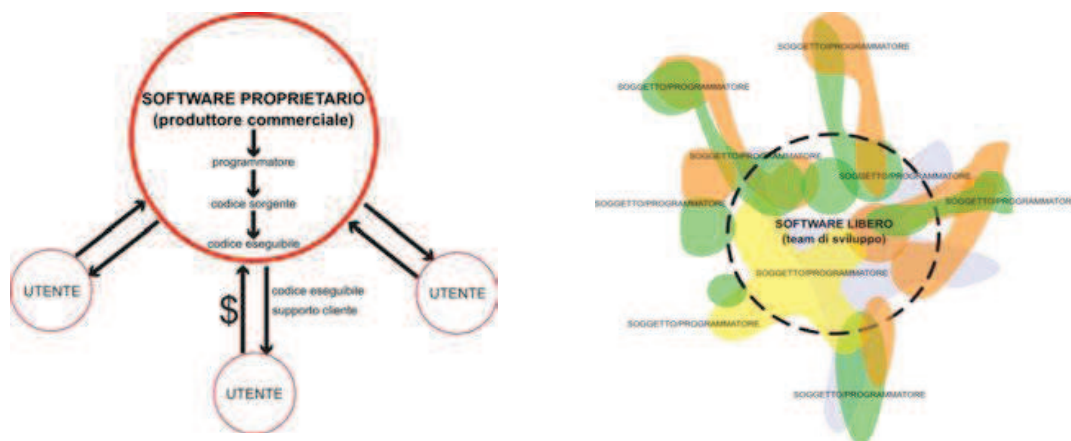 SOFTWARE PROPRIETARIO
(produttore commerciale)
programmatore
codice sorgente
codice eseguibile
UTENTE
UTENTE
$
codice eseguibile
supporto cliente
UTENTE
SOGGETTO/PROGRAMMATORE
SOGGETTO/PROGRAMMATORE
SOGGETTO/PROGRAMMATORE
SOGGETTO/PROGRAMMATORE
SOGGETTO/PROGRAMMATORE
SOGGETTO/PROGRAMMATORE
SOFTWARE LIBERO
(team di sviluppo)
SOGGETTO/PROGRAMMATORE
SOGGETTO/PROGRAMMATORE
SOGGETTO/PROGRAMMATORE